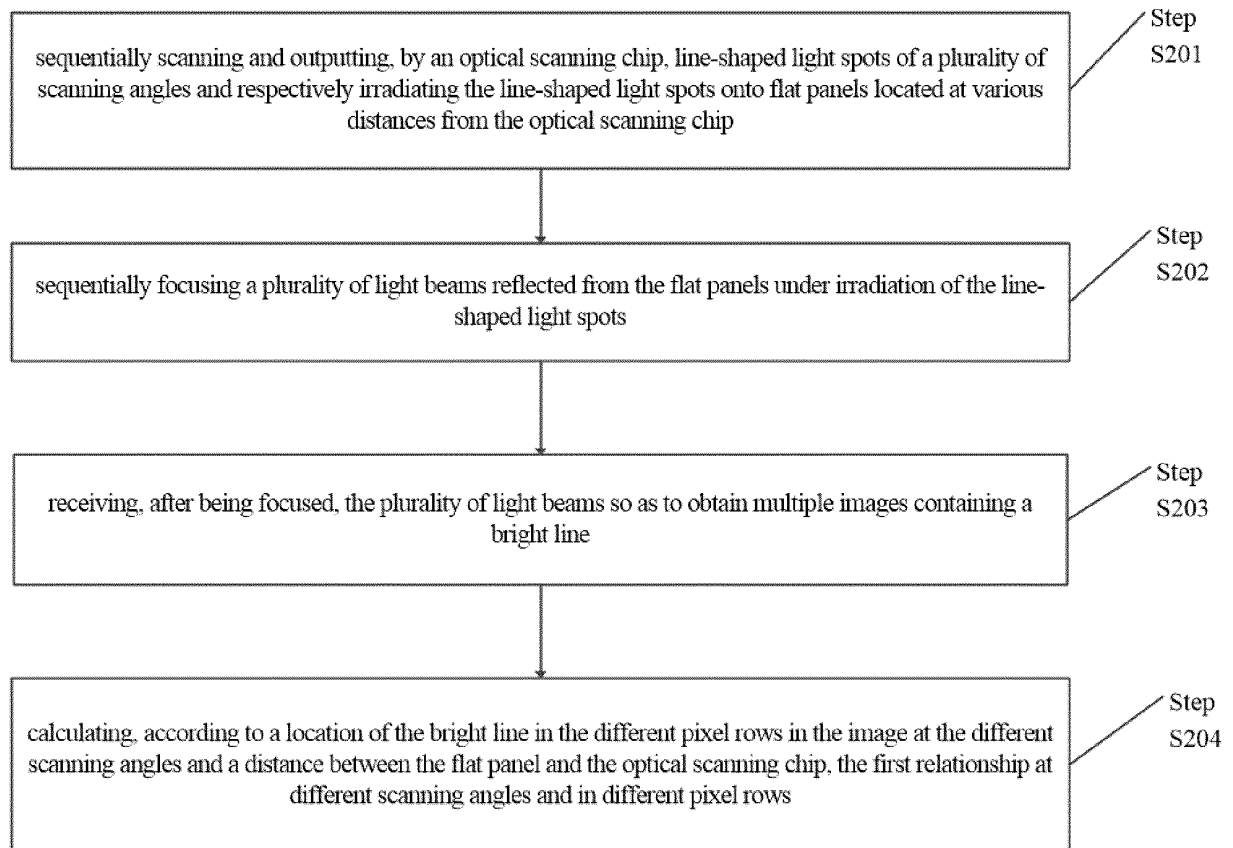 Step
S201
sequentially scanning and outputting, by an optical scanning chip, line-shaped light spots of a plurality of
scanning angles and respectively irradiating the line-shaped light spots onto flat panels located at various
distances from the optical scanning chip
Step
S202
sequentially focusing a plurality of light beams reflected from the flat panels under irradiation of the line-
shaped light spots
Step
S203
receiving, after being focused, the plurality of light beams so as to obtain multiple images containing a
bright line
Step
S204
calculating, according to a location of the bright line in the different pixel rows in the image at the different
scanning angles and a distance between the flat panel and the optical scanning chip, the first relationship at
different scanning angles and in different pixel rows